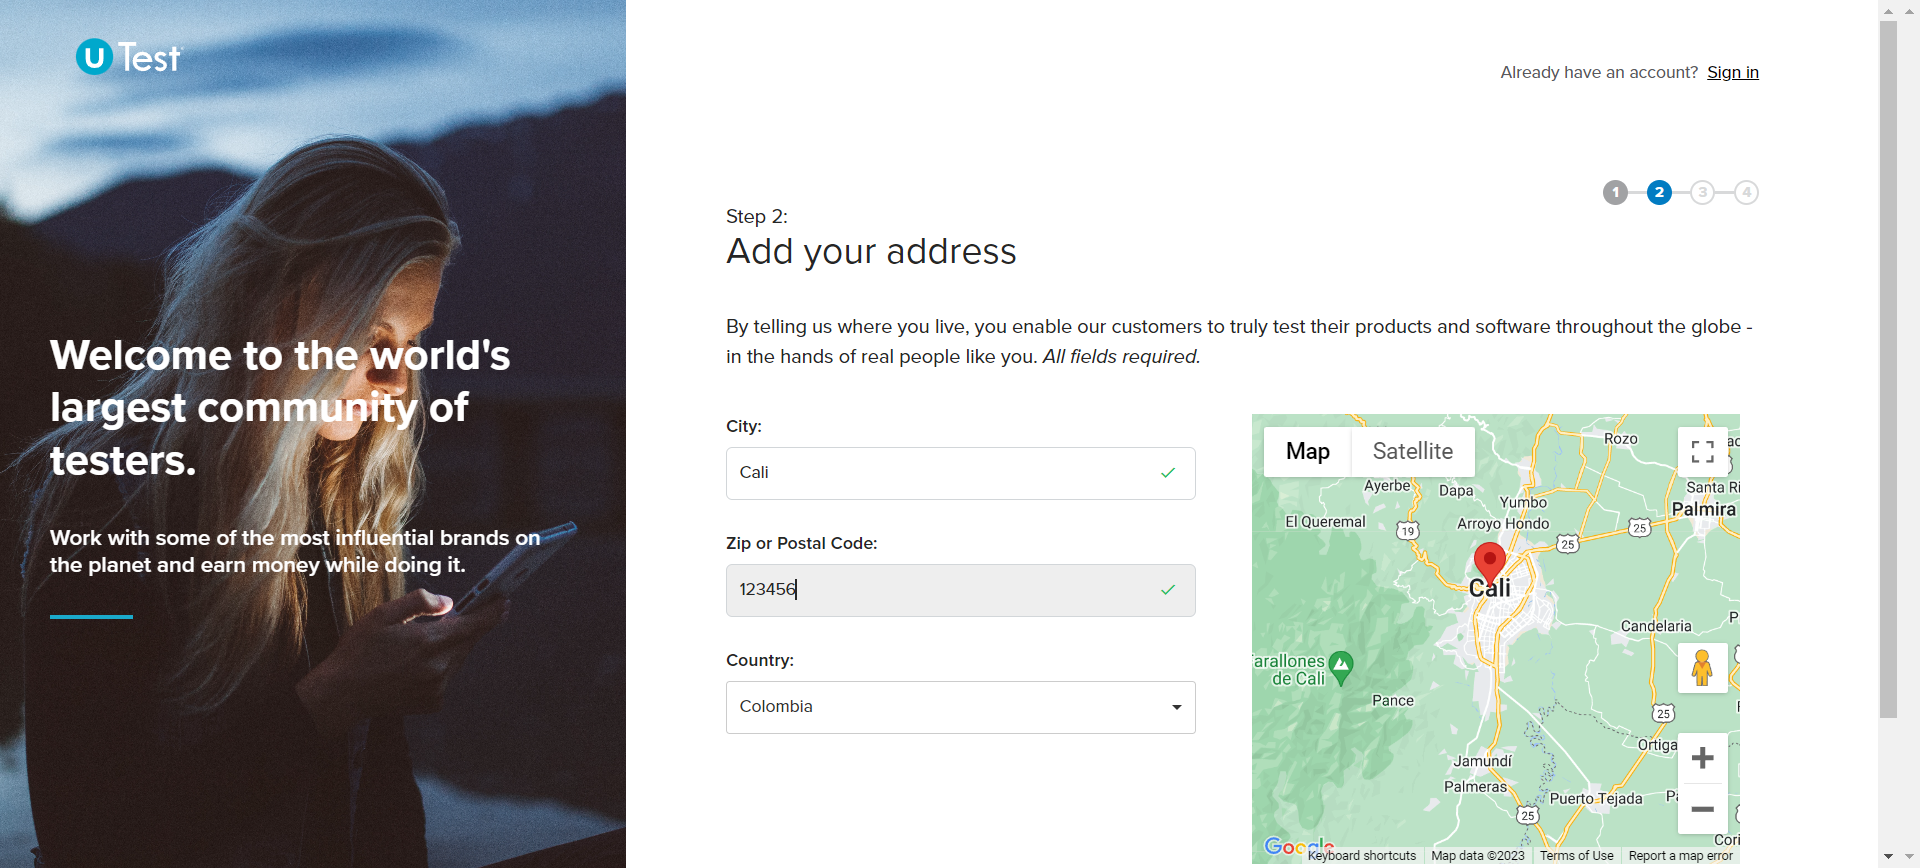 U Test
Welcome to the world's
largest community of
testers.
Work with some of the most influential brands on
the planet and earn money while doing it.
Already have an account? Sign in
1 2 3 4
Step 2:
Add your address
By telling us where you live, you enable our customers to truly test their products and software throughout the globe -
in the hands of real people like you. All fields required.
City:
Cali
Zip or Postal Code:
123456
Country:
Colombia
Map Satellite
Rozo
Ayerbe
Dapa
Santa Ri
Yumbo
Palmira
El Queremal
Arroyo Hondo
19
25
25
Cali
Candelaria
arallones
de Cali
Pance
25
Ortiga
Jamundí
Palmeras
Puerto Tejada
25
Cori
Google
Keyboard shortcuts
Map data ©2023
Terms of Use
Report a map error